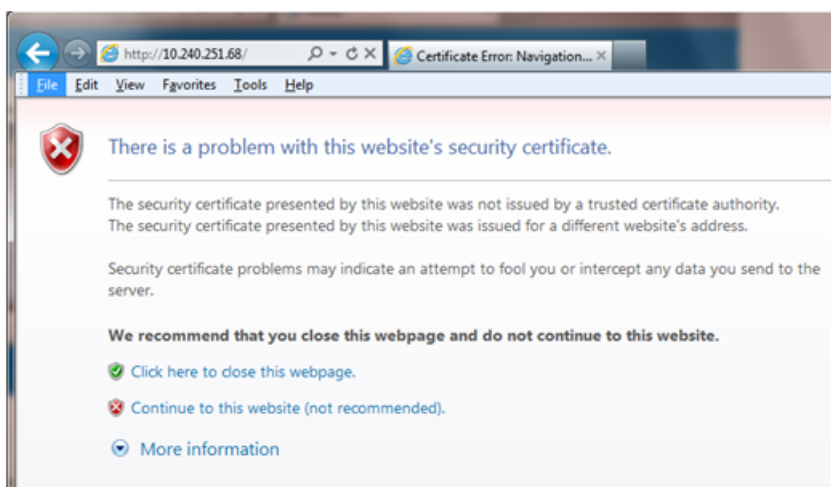 http://10.240.251.68/
Certificate Error: Navigation...
File Edit View Favorites Tools Help
There is a problem with this website's security certificate.
The security certificate presented by this website was not issued by a trusted certificate authority.
The security certificate presented by this website was issued for a different website's address.
Security certificate problems may indicate an attempt to fool you or intercept any data you send to the
server.
We recommend that you close this webpage and do not continue to this website.
Click here to close this webpage.
Continue to this website (not recommended).
More information